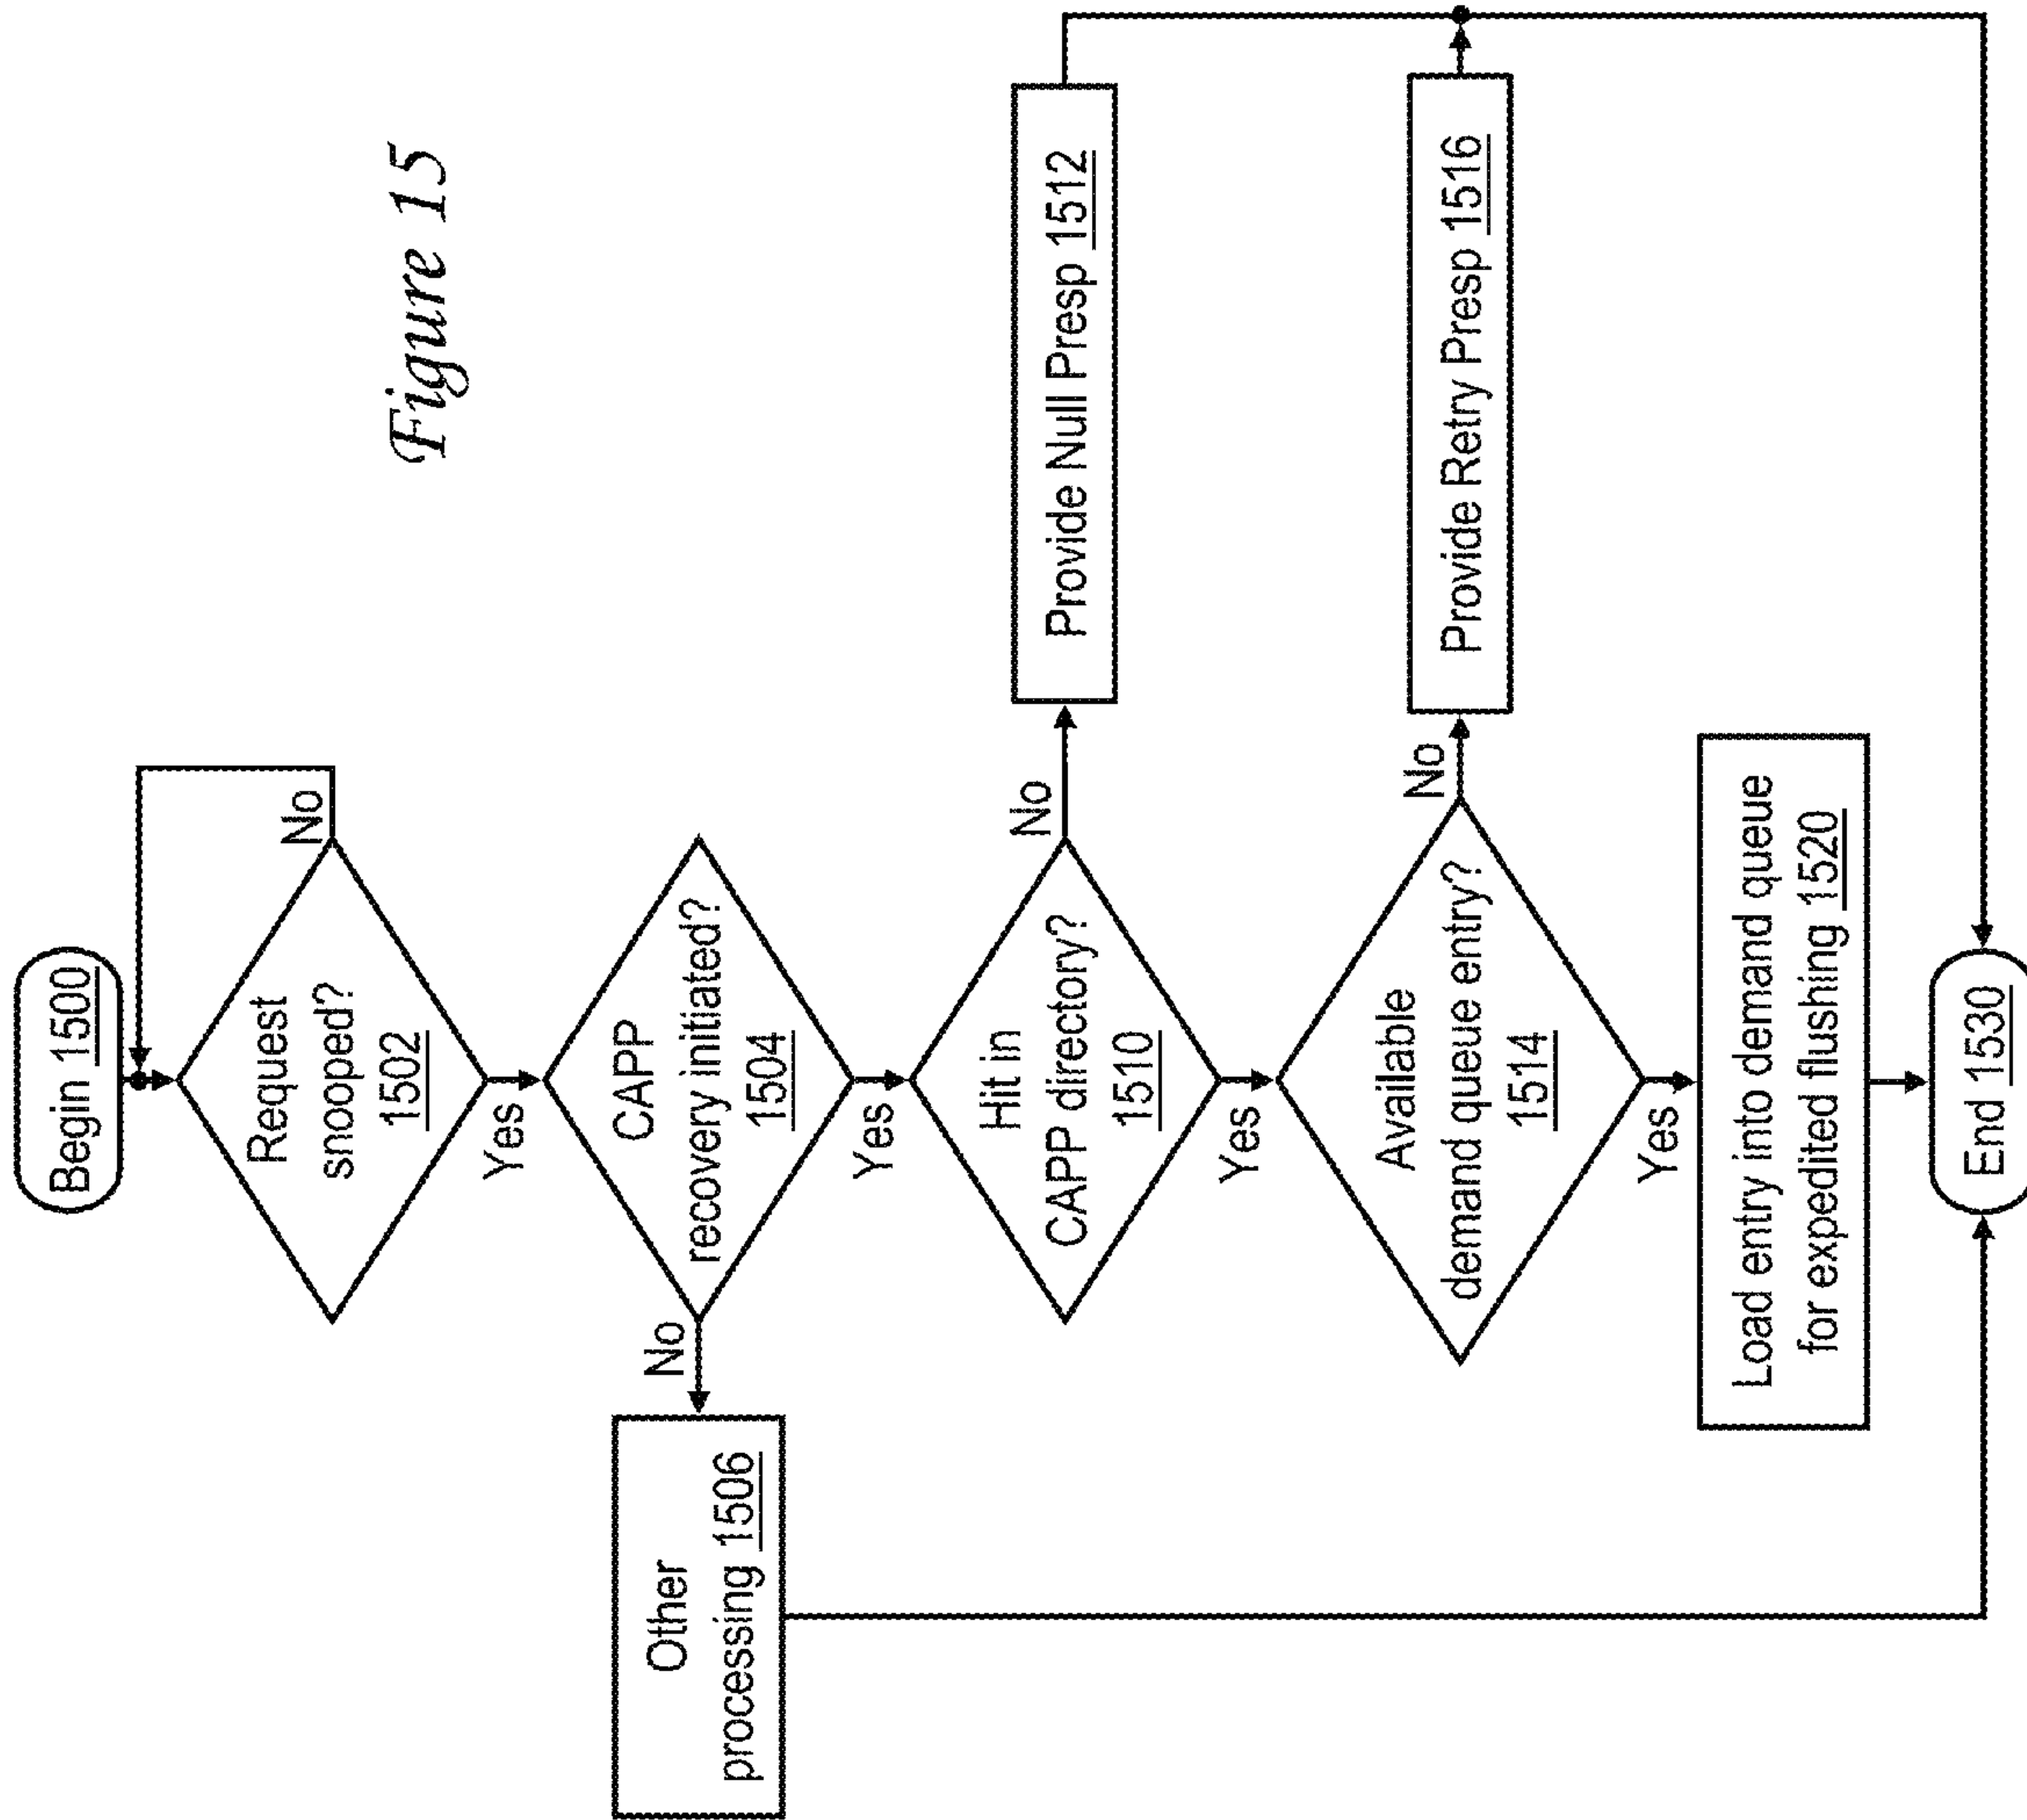 Begin 1500
Request
snooped?
1502
No
Yes
CAPP
recovery initiated?
1504
No
Other
processing 1506
Yes
Hit in
CAPP directory?
1510
No
Provide Null Presp 1512
Yes
Available
demand queue entry?
1514
No
Provide Retry Presp 1516
Yes
Load entry into demand queue
for expedited flushing 1520
End 1530
Figure 15